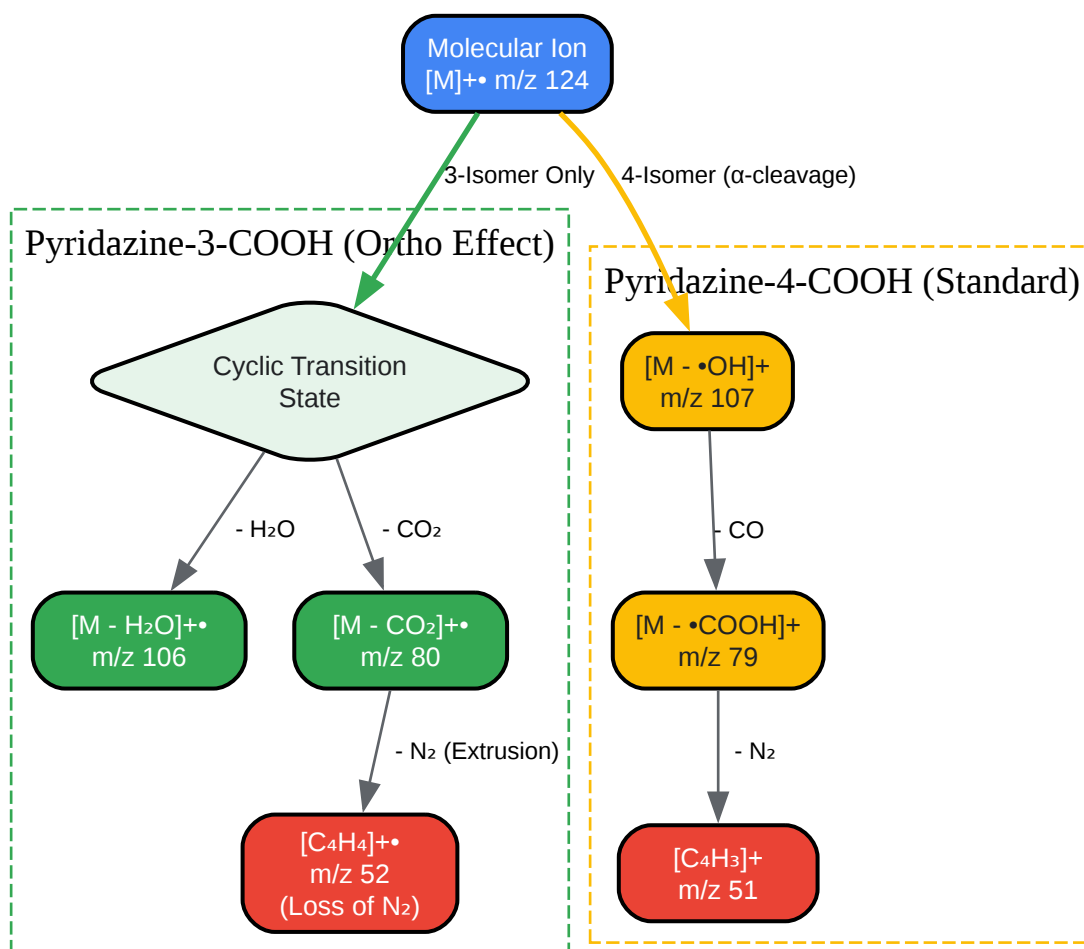 Molecular Ion
[M]+• m/z 124
3-Isomer Only
4-Isomer (α-cleavage)
Pyridazine-3-COOH (Ortho Effect)
Pyridazine-4-COOH (Standard)
Cyclic Transition
State
[M - •OH]+
m/z 107
- H₂O
- CO₂
- CO
[M - H₂O]+•
m/z 106
[M - CO₂]+•
m/z 80
[M - •COOH]+
m/z 79
- N₂ (Extrusion)
- N₂
[C₄H₄]+•
m/z 52
(Loss of N₂)
[C₄H₃]+
m/z 51